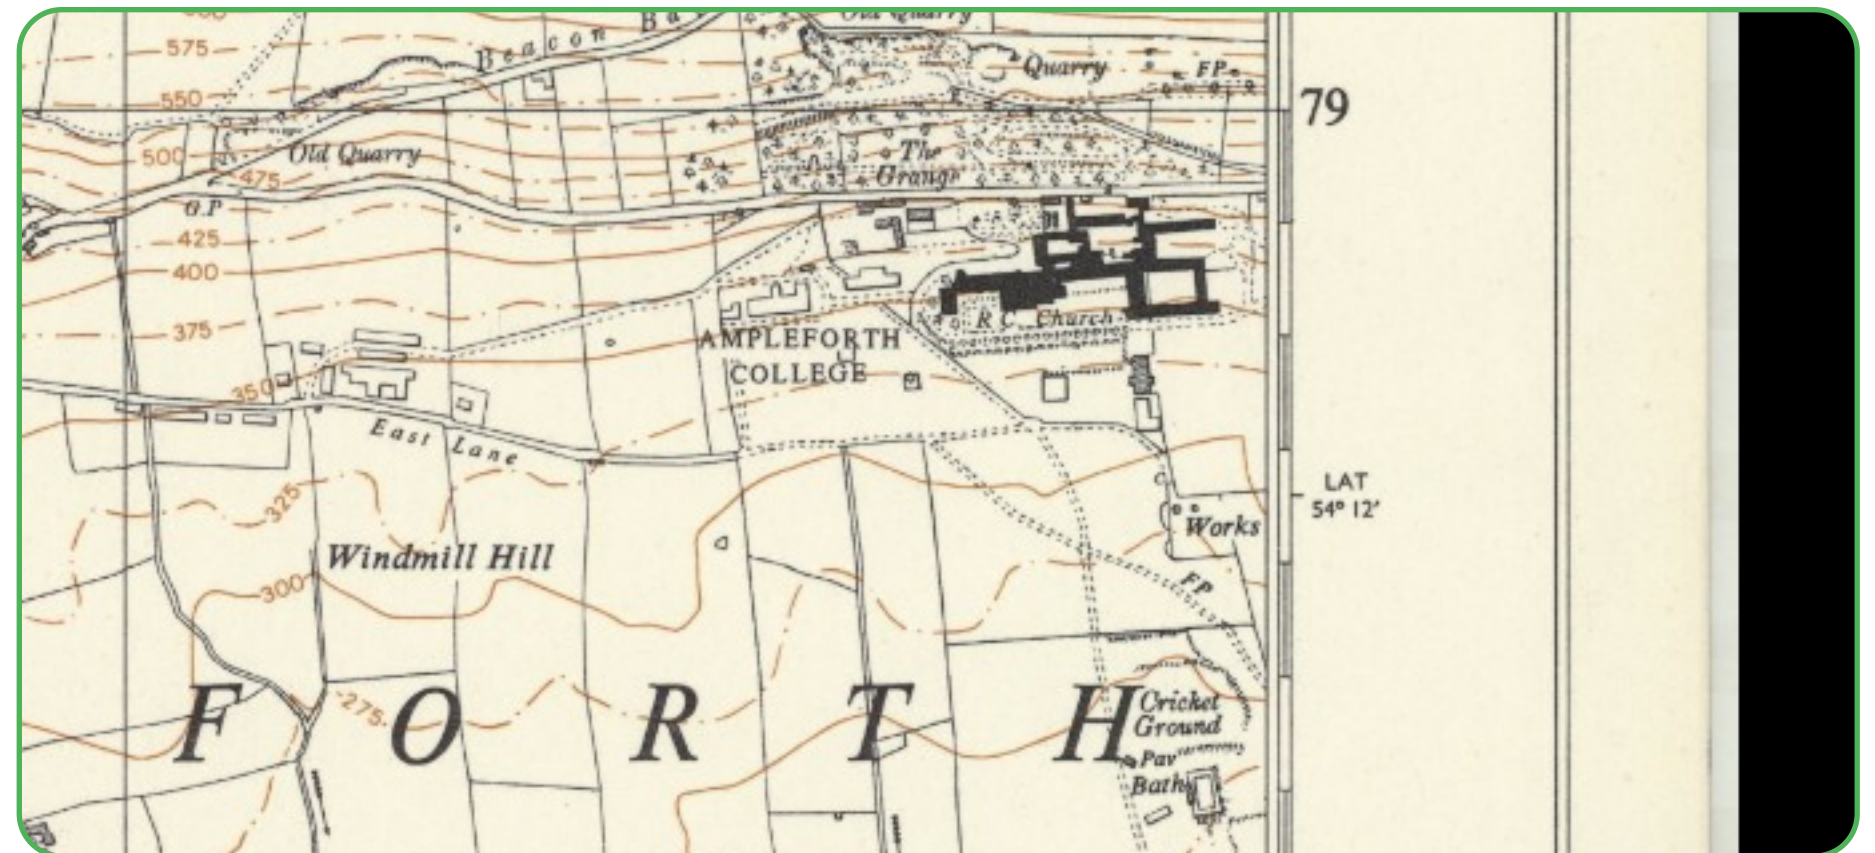 575
Beacon
Ba
Old Quarry
Quarry
FP
550
79
500
Old Quarry
475
The
Grange
G.P
425
400
375
R C Church
AMPLEFORTH
COLLEGE
350
East Lane
LAT
54° 12′
325
Works
Windmill Hill
FP
300
275
F O R T H
Cricket
Ground
Pav
Bath